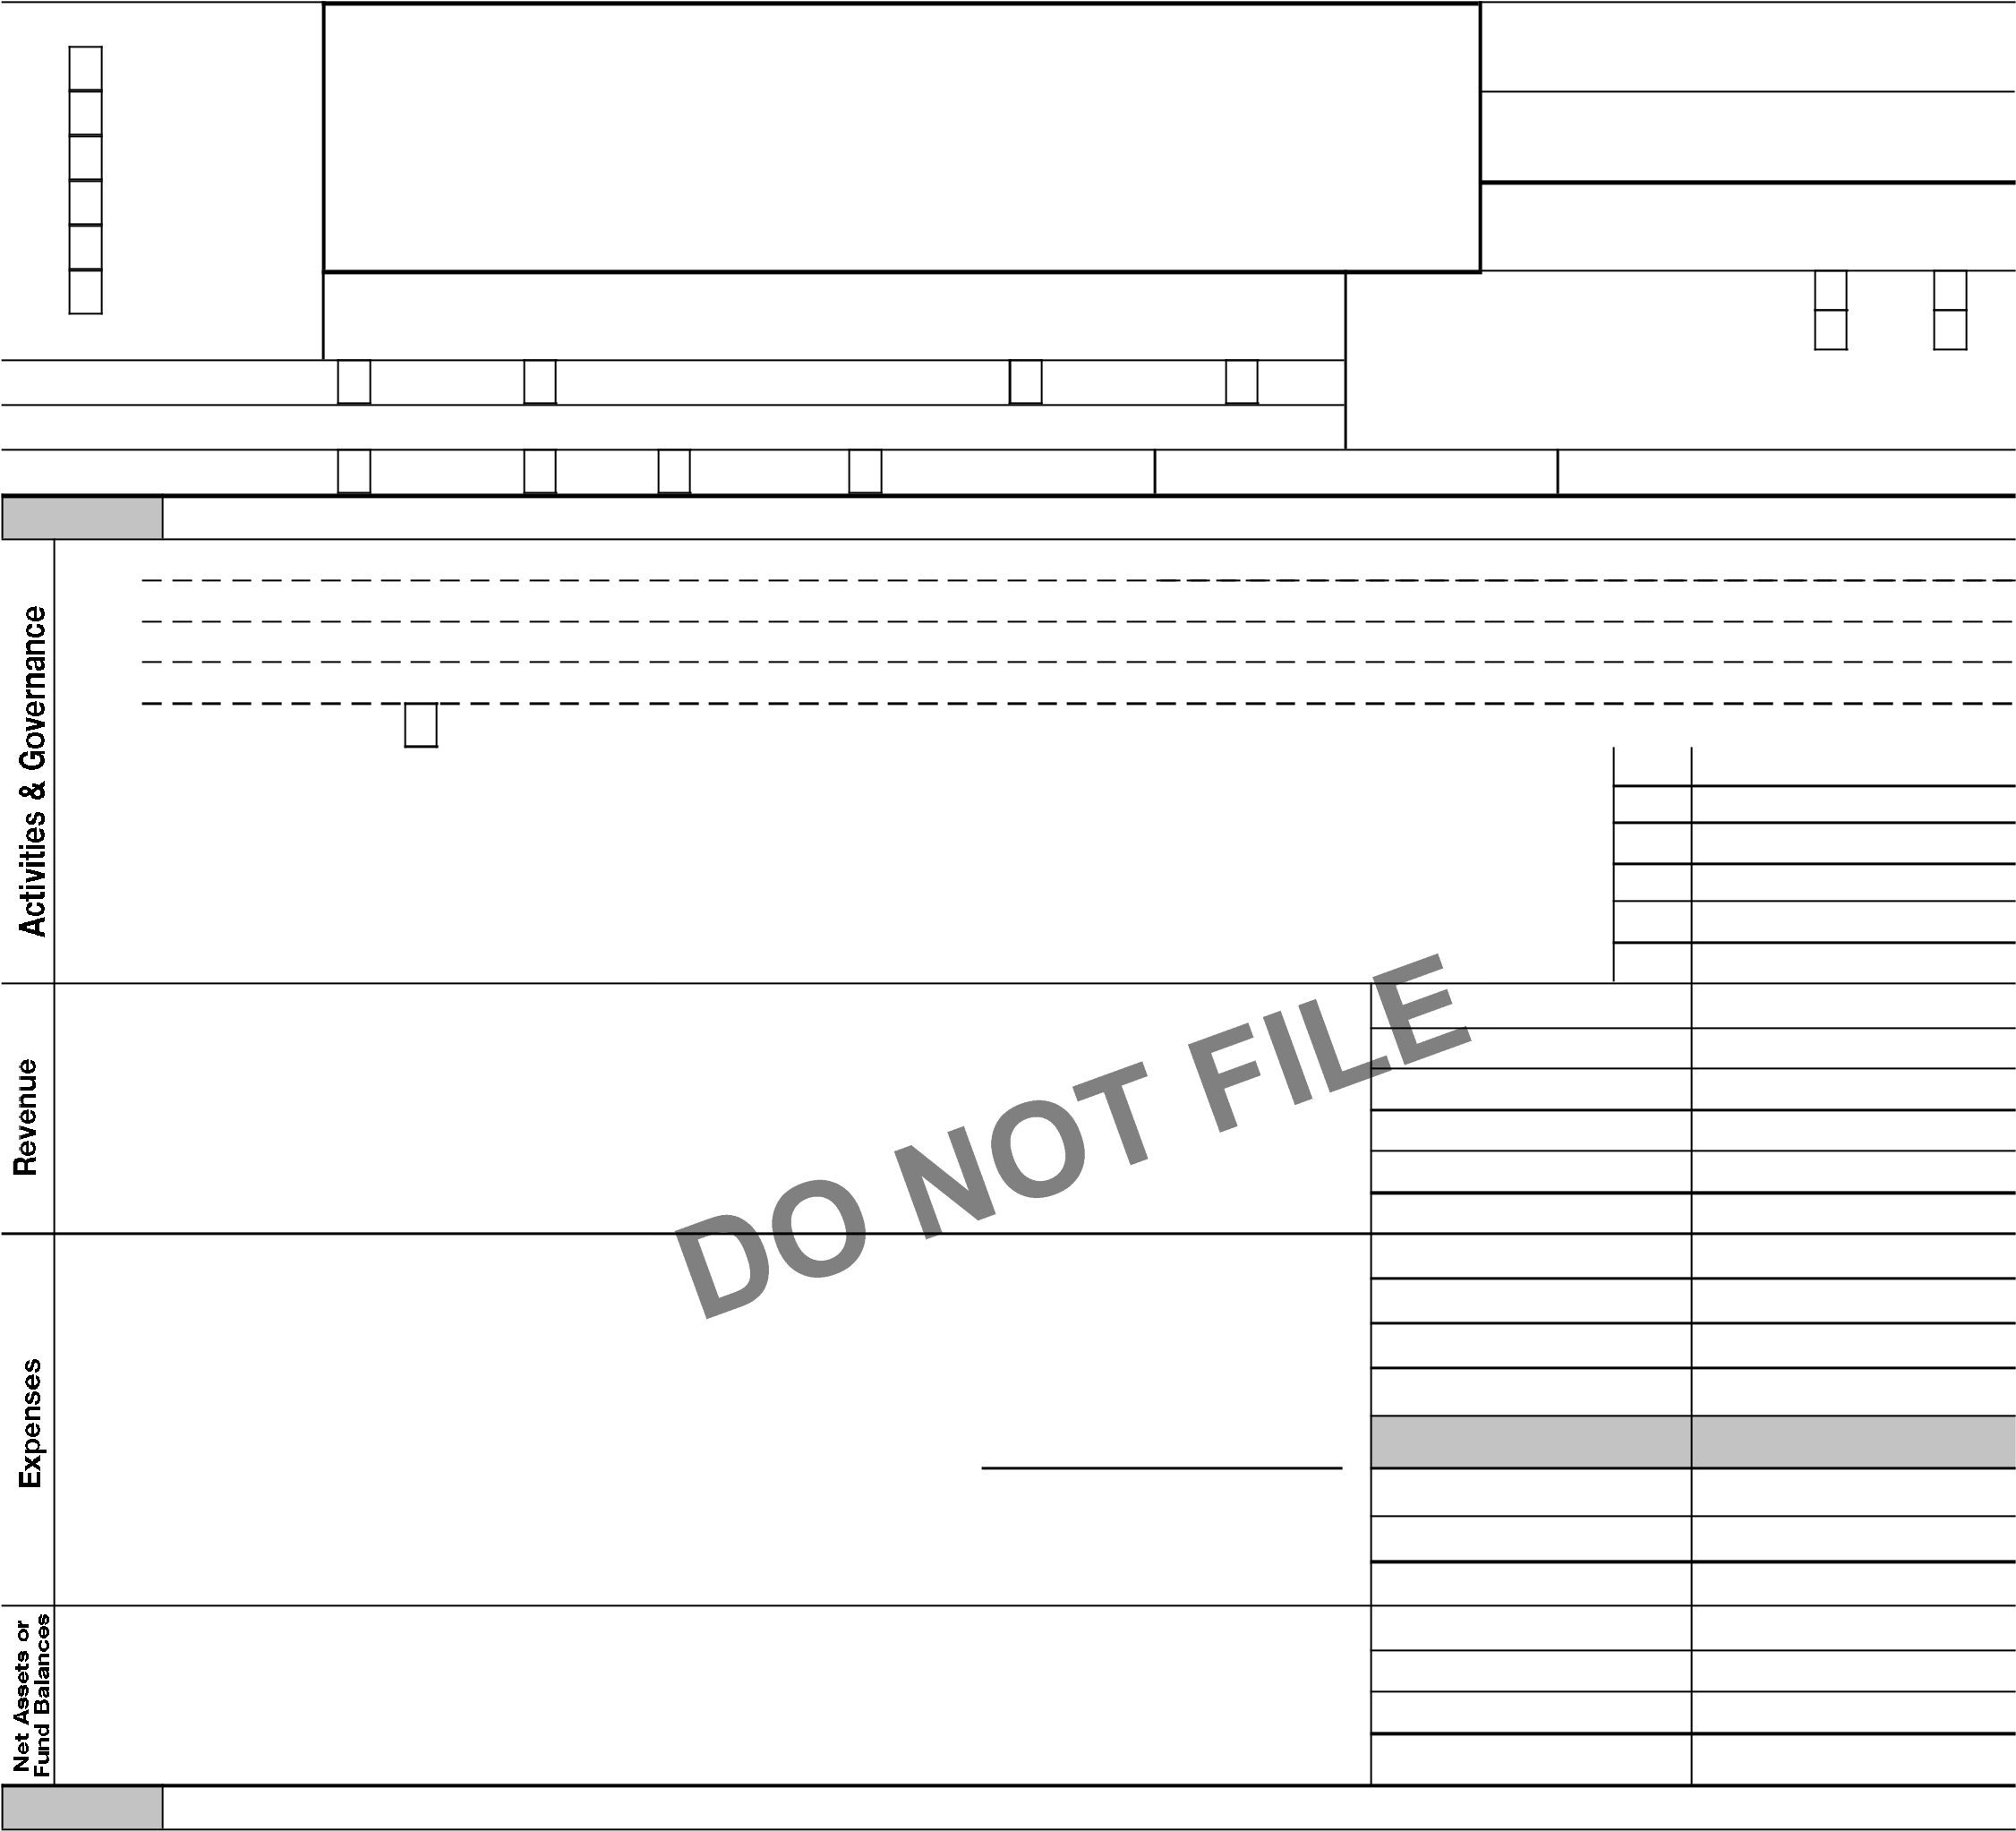 Activities & Governance
DO NOT FILE
Revenue
Expenses
Net Assets or
Fund Balances